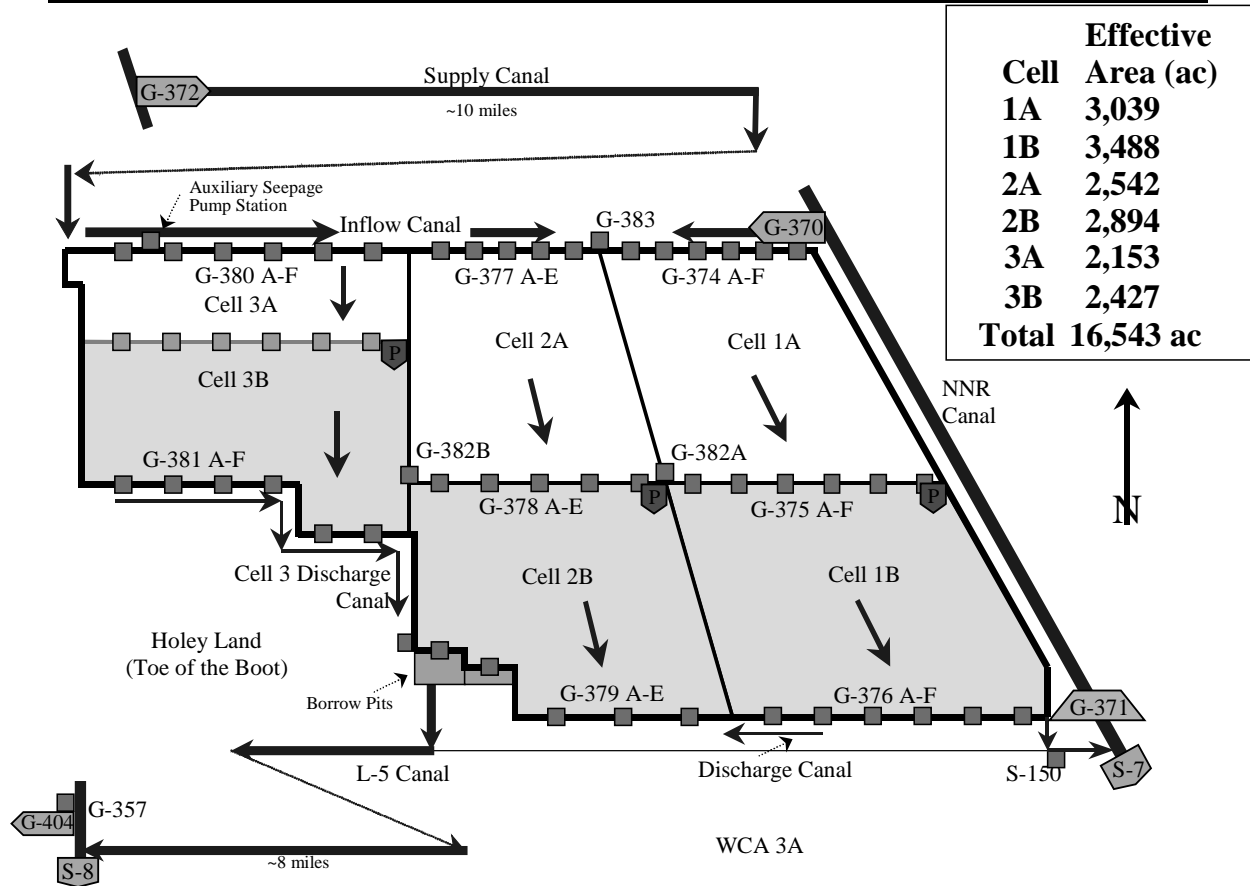 Effective
Cell Area (ac)
1A 3,039
1B 3,488
2A 2,542
2B 2,894
3A 2,153
3B 2,427
Total 16,543 ac
Supply Canal
G-372
~10 miles
Auxiliary Seepage
Pump Station
Inflow Canal
G-383
G-370
G-380 A-F
G-377 A-E
G-374 A-F
Cell 3A
Cell 2A
Cell 1A
P
Cell 3B
NNR
Canal
G-382B
G-382A
G-381 A-F
P
P
G-378 A-E
G-375 A-F
N
Cell 3 Discharge
Canal
Cell 2B
Cell 1B
Holey Land
(Toe of the Boot)
Borrow Pits
G-379 A-E
G-376 A-F
G-371
L-5 Canal
Discharge Canal
S-150
S-7
G-357
G-404
WCA 3A
~8 miles
S-8